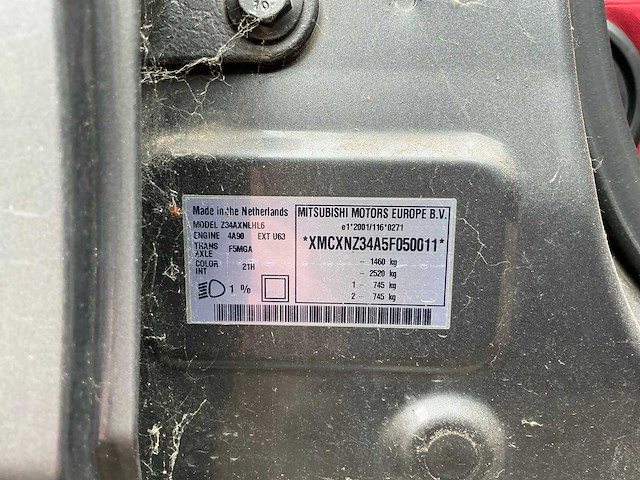 10
Made in the Netherlands
MODEL Z34AXNLHL6
ENGINE 4A90 EXT U63
TRANS AXLE F5MGA
COLOR INT 21H
1 %
MITSUBISHI MOTORS EUROPE B.V.
e1*2001/116*0271
*XMCXNZ34A5F050011*
- 1460 kg
- 2520 kg
1 - 745 kg
2 - 745 kg